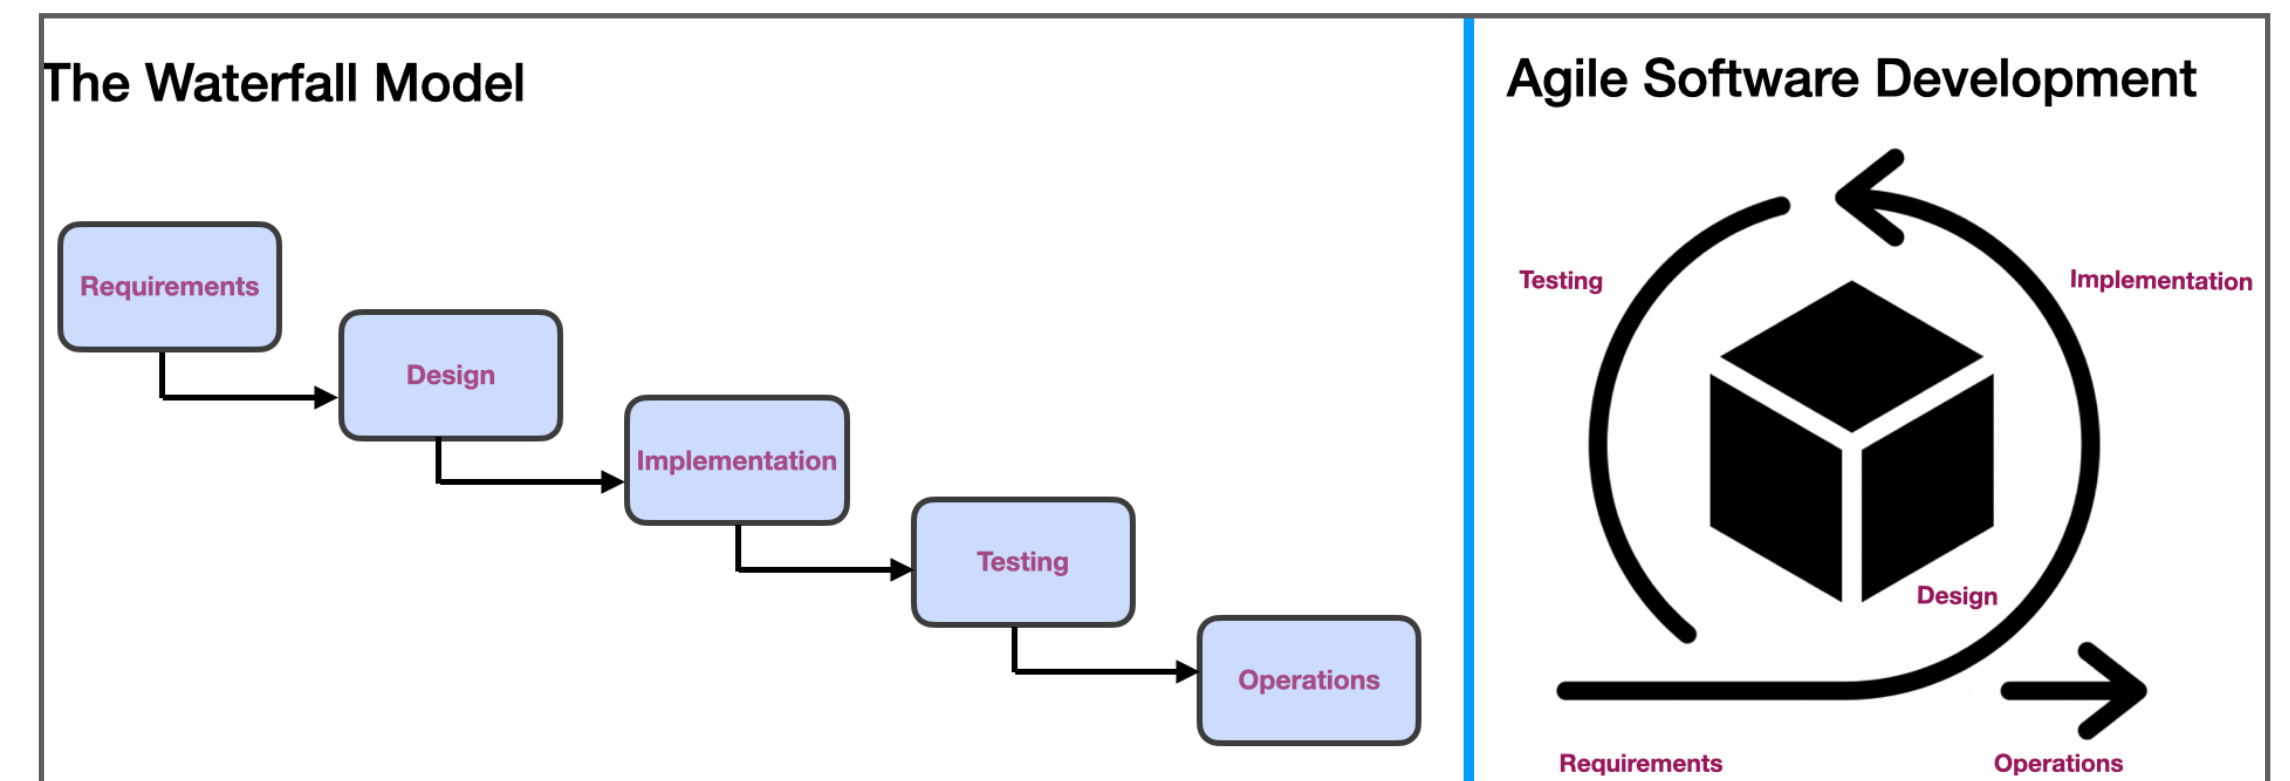 The Waterfall Model
Requirements
Design
Implementation
Testing
Operations
Agile Software Development
Testing
Implementation
Design
Requirements
Operations